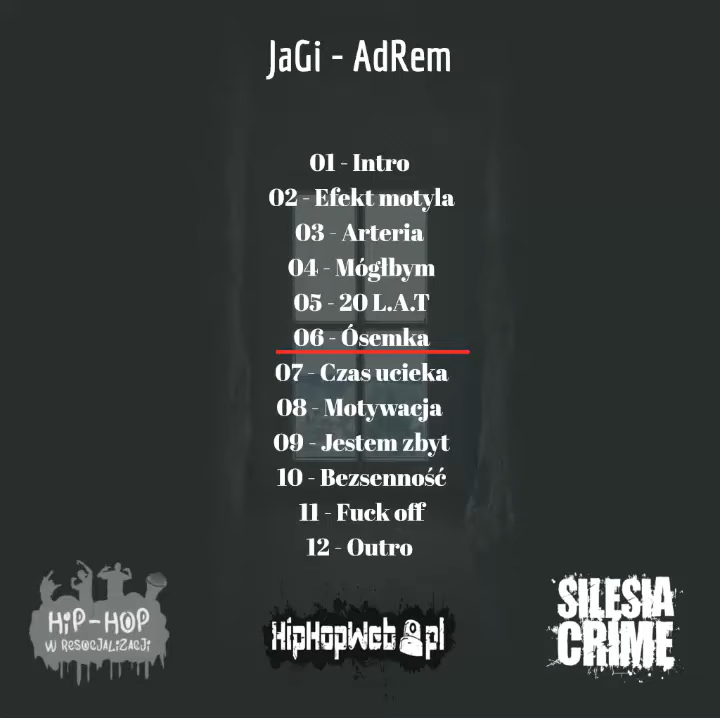 JaGi - AdRem
01 - Intro
02 - Efekt motyla
03 - Arteria
04 - Mógłbym
05 - 20 L.A.T
06 - Ósemka
07 - Czas ucieka
08 - Motywacja
09 - Jestem zbyt
10 - Bezsenność
11 - Fuck off
12 - Outro
HiP-HOP
W RESOCJALIZACJI
HipHopWeb pl
SILESIA
CRIME